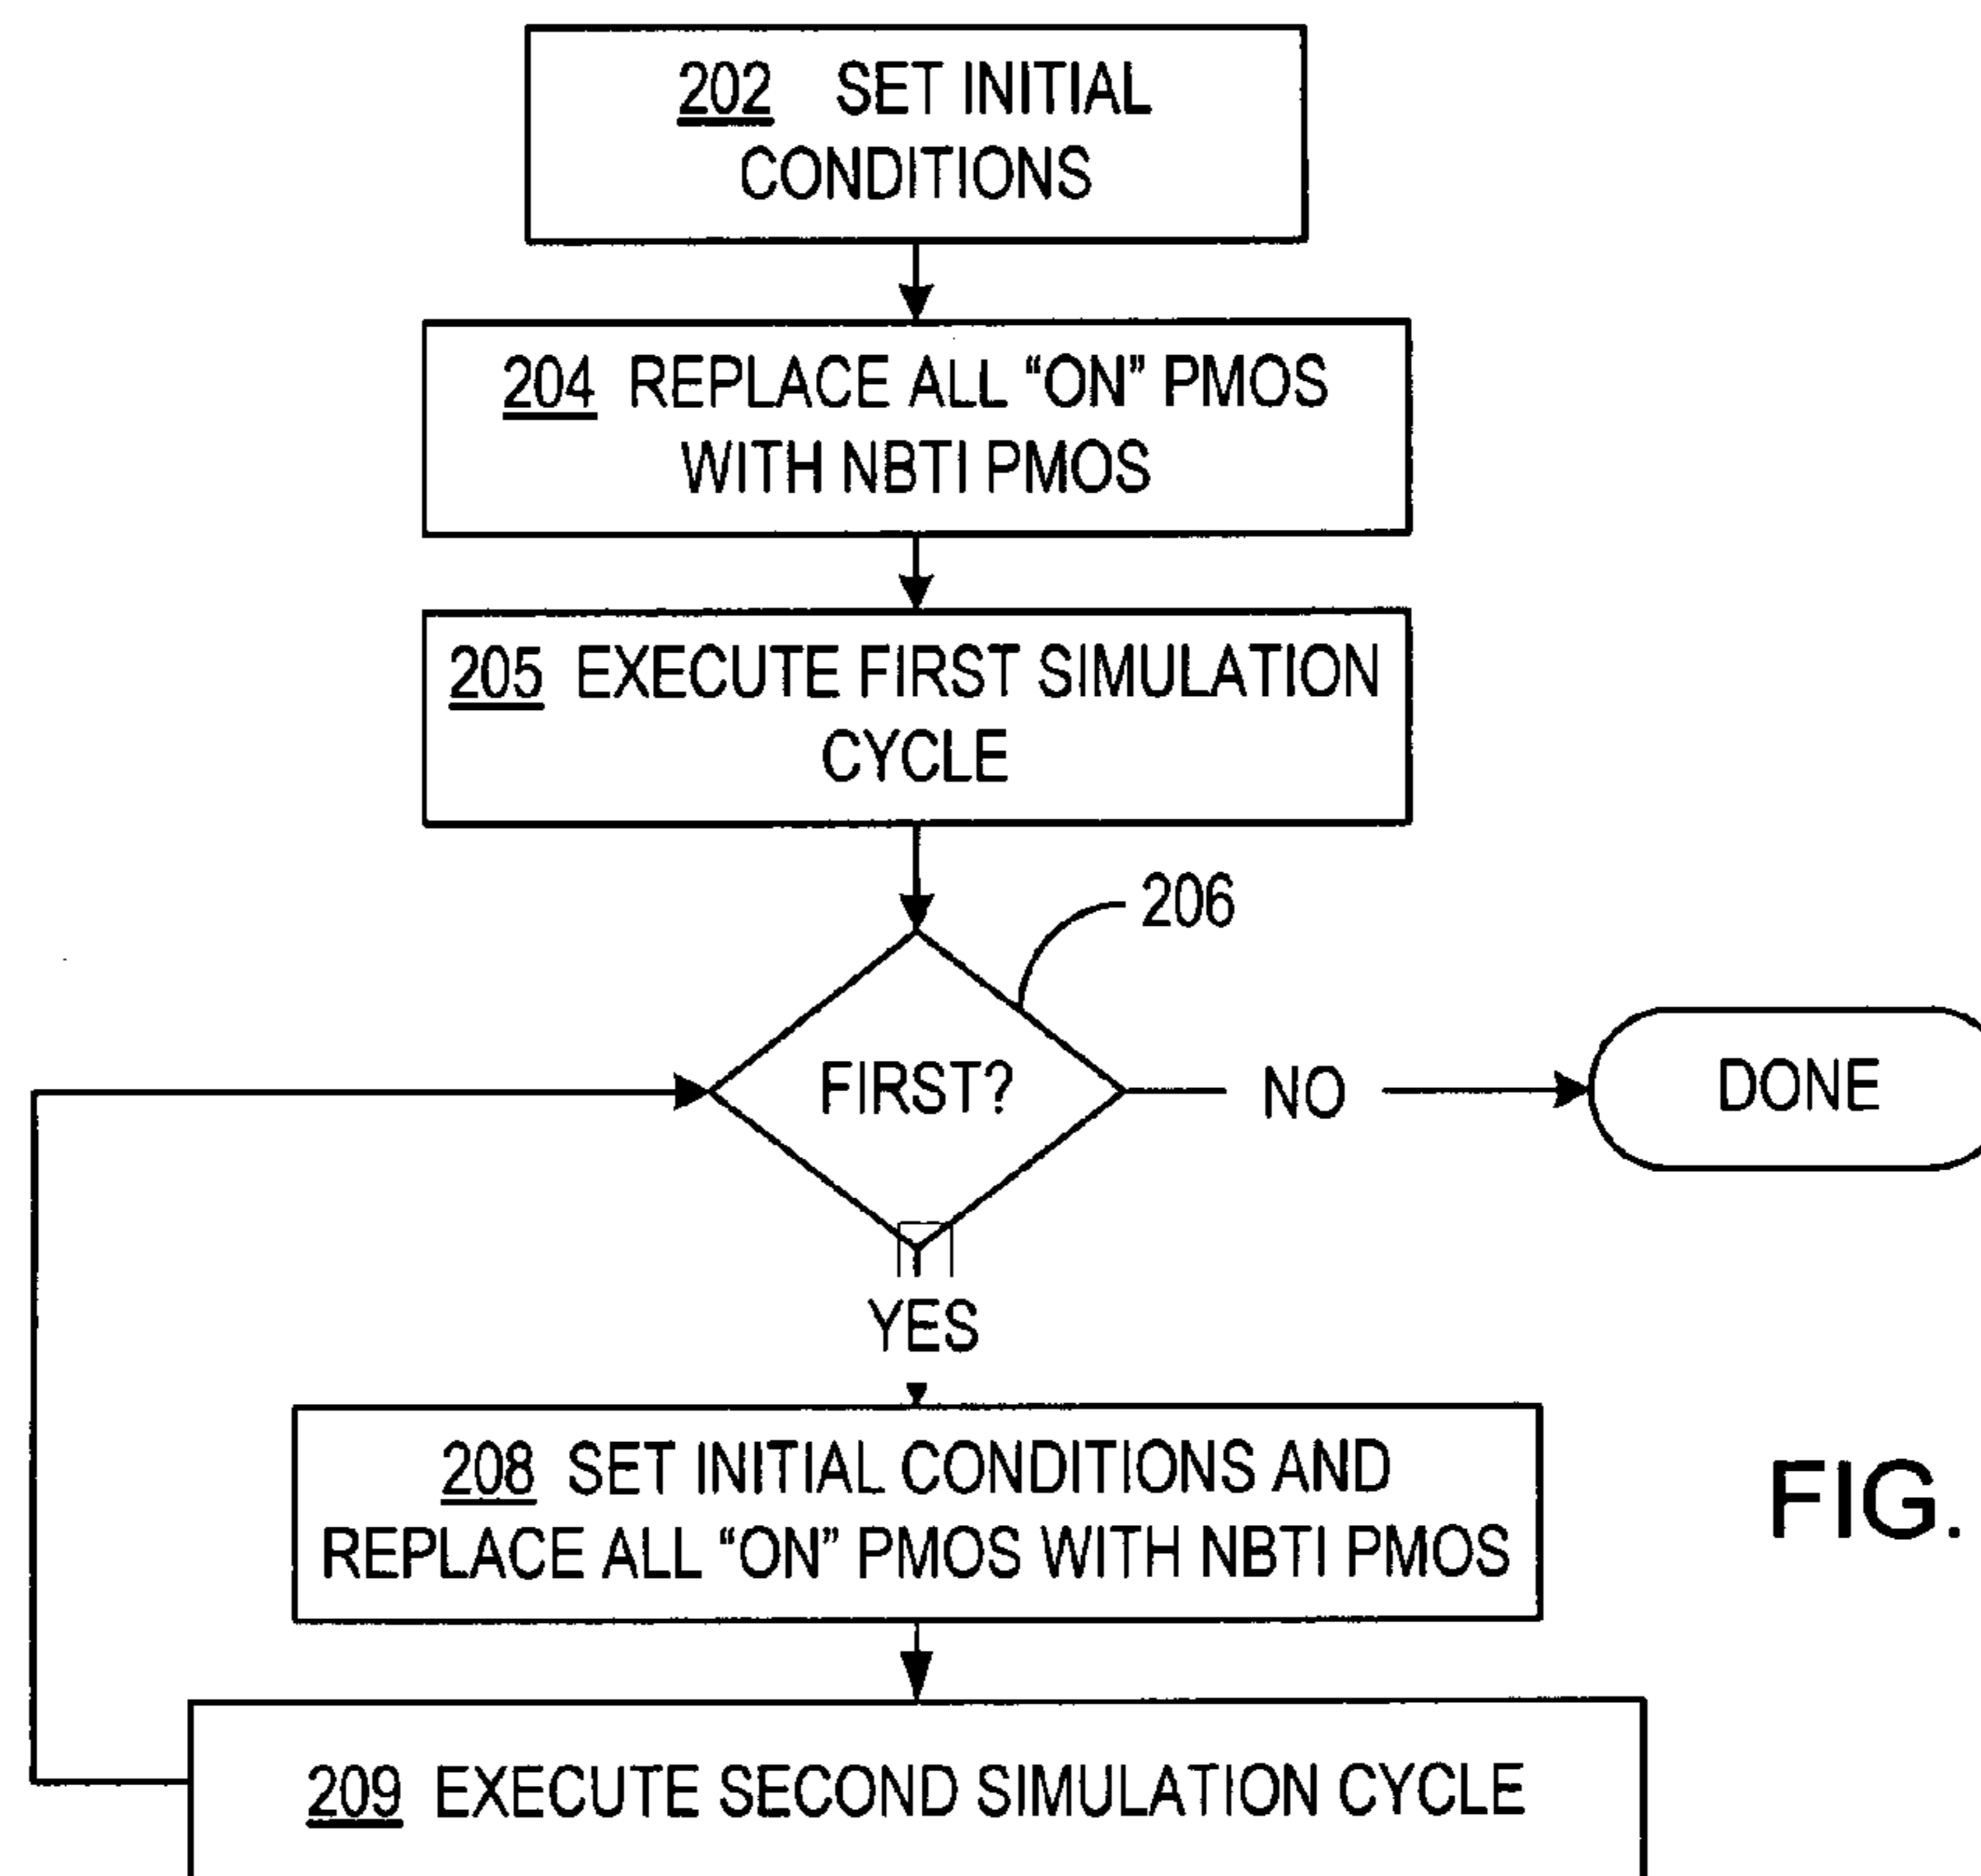 202 SET INITIAL
CONDITIONS
204 REPLACE ALL “ON” PMOS
WITH NBTI PMOS
205 EXECUTE FIRST SIMULATION
CYCLE
206
FIRST?
NO
DONE
YES
208 SET INITIAL CONDITIONS AND
REPLACE ALL “ON” PMOS WITH NBTI PMOS
FIG.
209 EXECUTE SECOND SIMULATION CYCLE